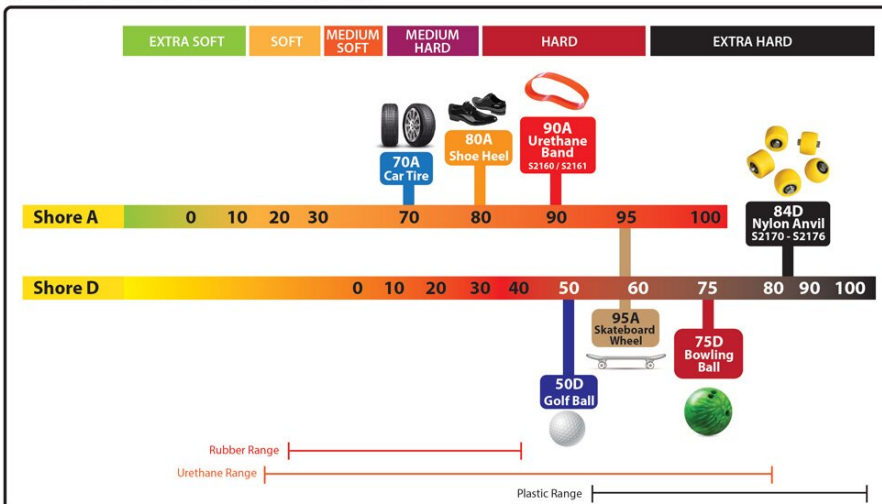 EXTRA SOFT
SOFT
MEDIUM
SOFT
MEDIUM
HARD
HARD
EXTRA HARD
70A
Car Tire
80A
Shoe Heel
90A
Urethane
Band
S2160 / S2161
84D
Nylon Anvil
S2170 - S2176
Shore A 0 10 20 30 70 80 90 95 100
Shore D 0 10 20 30 40 50 60 75 80 90 100
95A
Skateboard
Wheel
75D
Bowling
Ball
50D
Golf Ball
Rubber Range
Urethane Range
Plastic Range